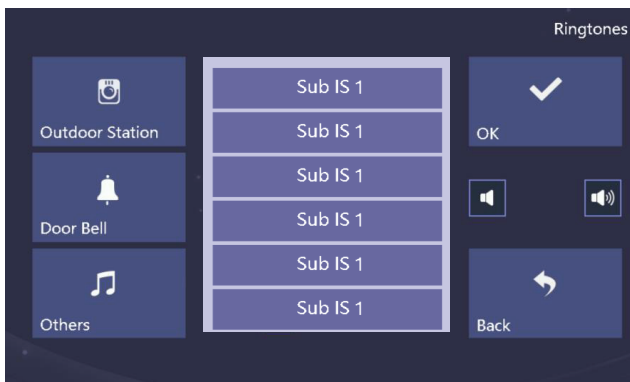 Ringtones
Outdoor Station
Door Bell
Others
Sub IS 1
Sub IS 1
Sub IS 1
Sub IS 1
Sub IS 1
Sub IS 1
OK
Back